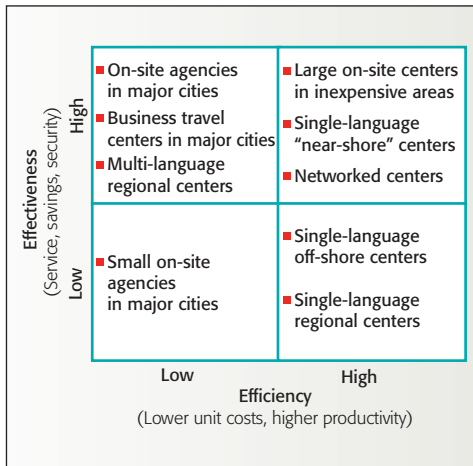 On-site agencies
in major cities
Business travel
centers in major cities
Multi-language
regional centers
Large on-site centers
in inexpensive areas
Single-language
“near-shore” centers
Networked centers
Small on-site
agencies
in major cities
Single-language
off-shore centers
Single-language
regional centers
Effectiveness
(Service, savings, security)
High
Low
Low
High
Efficiency
(Lower unit costs, higher productivity)